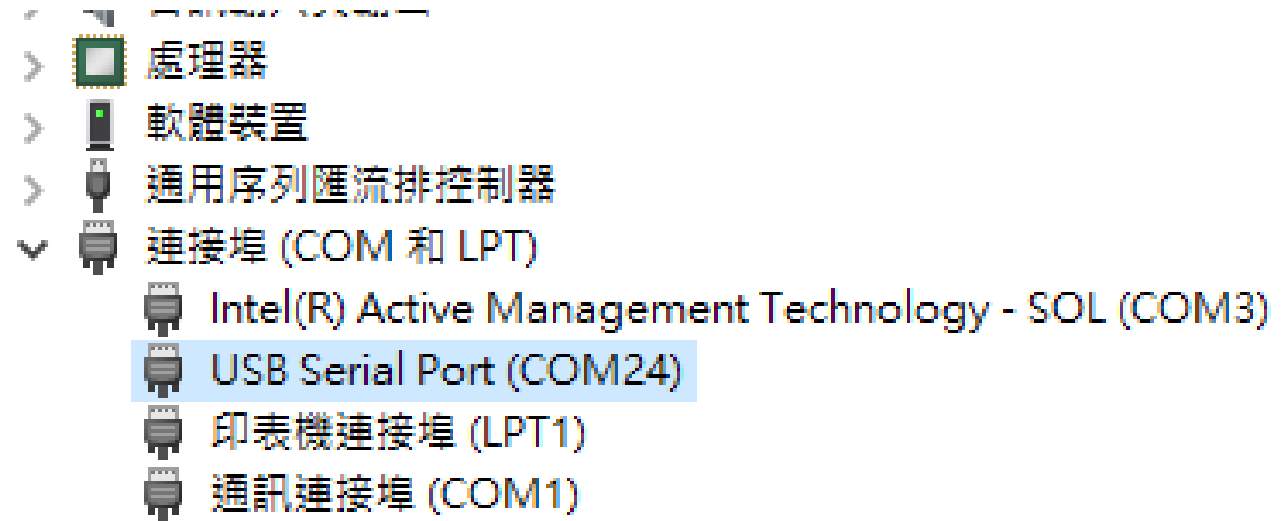 處理器
軟體裝置
通用序列匯流排控制器
連接埠 (COM 和 LPT)
Intel(R) Active Management Technology - SOL (COM3)
USB Serial Port (COM24)
印表機連接埠 (LPT1)
通訊連接埠 (COM1)